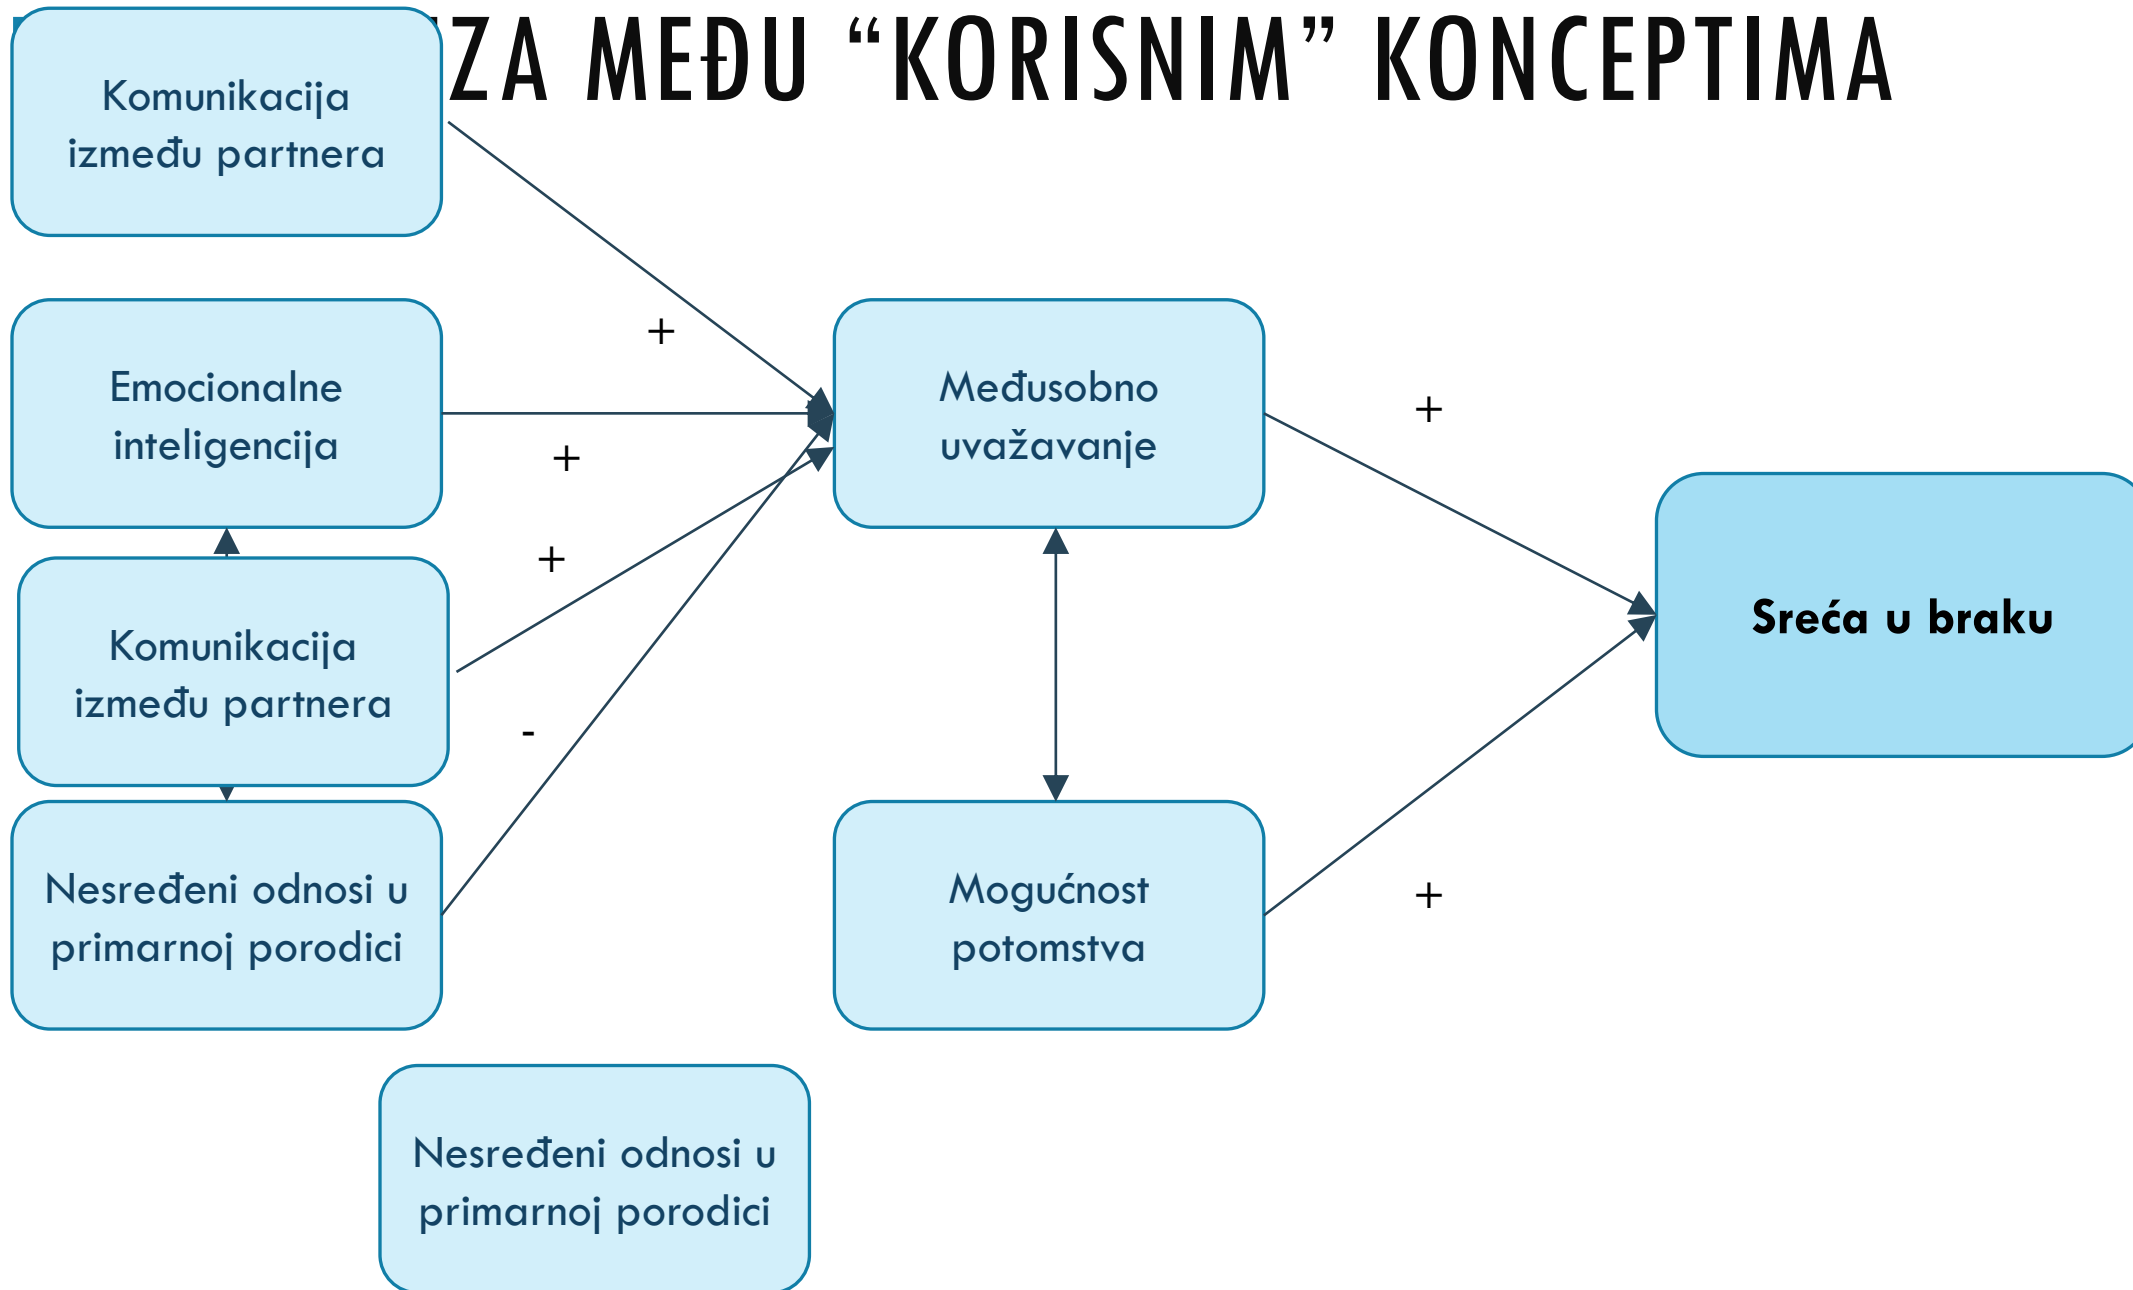 ZA MEĐU “KORISNIM” KONCEPTIMA
Komunikacija
između partnera
+
Emocionalne
inteligencija
Međusobno
uvažavanje
+
+
+
Sreća u braku
Komunikacija
između partnera
-
Nesređeni odnosi u
primarnoj porodici
Mogućnost
potomstva
+
Nesređeni odnosi u
primarnoj porodici